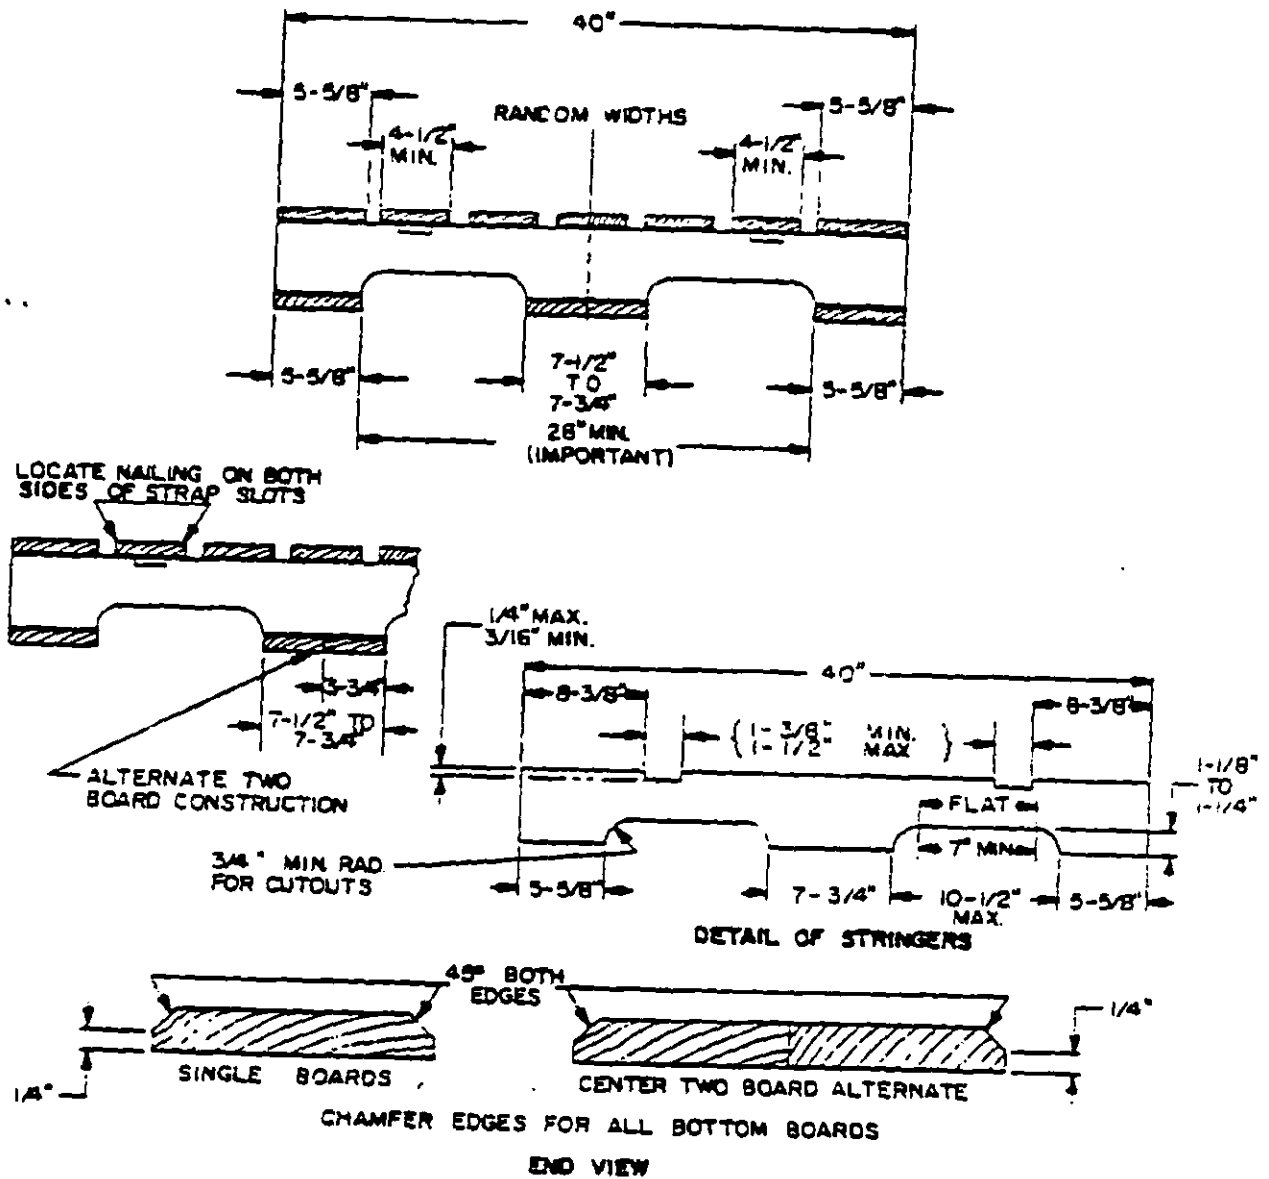 40"
5-5/8"
5-5/8"
RANDOM WIDTHS
4-1/2"
MIN.
4-1/2"
MIN.
5-5/8"
7-1/2"
TO
7-3/4"
5-5/8"
28" MIN.
(IMPORTANT)
LOCATE NAILING ON BOTH
SIDES OF STRAP SLOTS
1/4" MAX.
3/16" MIN.
3-3/4"
7-1/2" TO
7-3/4"
ALTERNATE TWO
BOARD CONSTRUCTION
40"
8-3/8"
8-3/8"
1-3/8" MIN.
1-1/2" MAX
1-1/8"
TO
1-1/4"
FLAT
7" MIN.
3/4" MIN RAD.
FOR CUTOUTS
5-5/8"
7-3/4"
10-1/2"
MAX.
5-5/8"
DETAIL OF STRINGERS
45° BOTH
EDGES
1/4"
1/4"
SINGLE BOARDS
CENTER TWO BOARD ALTERNATE
CHAMFER EDGES FOR ALL BOTTOM BOARDS
END VIEW